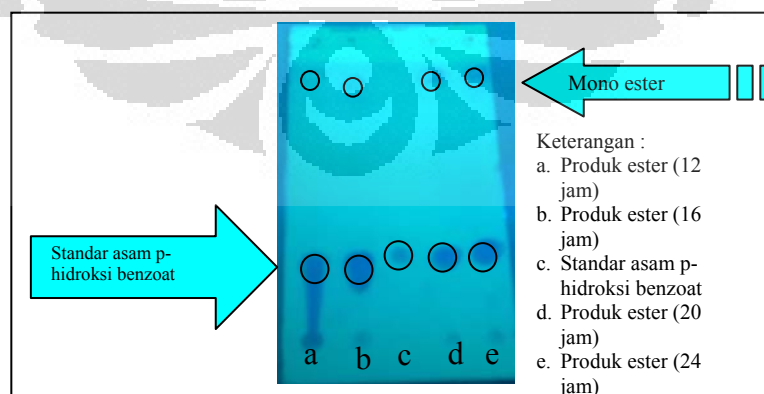 Mono ester
Keterangan :
a. Produk ester (12
jam)
b. Produk ester (16
jam)
c. Standar asam p-
hidroksi benzoat
d. Produk ester (20
jam)
e. Produk ester (24
jam)
Standar asam p-
hidroksi benzoat
a b c d e